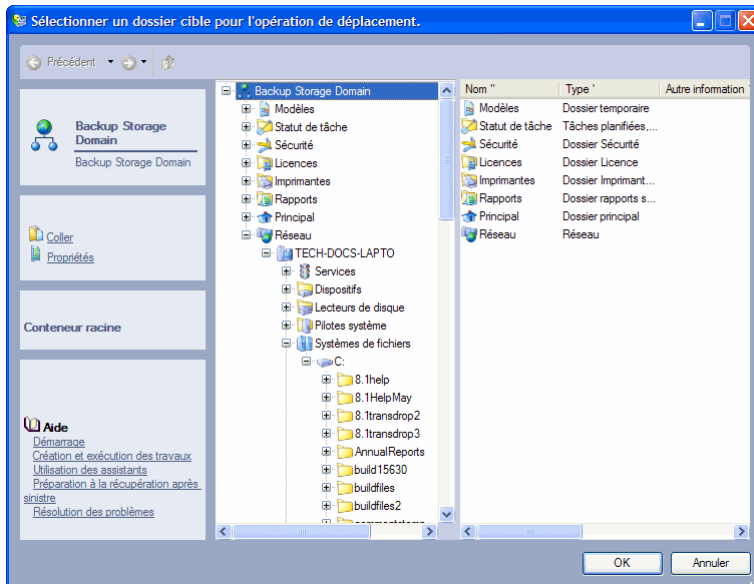 Sélectionner un dossier cible pour l'opération de déplacement.
Précédent
Backup Storage
Domain
Backup Storage Domain
Coller
Propriétés
Conteneur racine
Aide
Démarrage
Création et exécution des travaux
Utilisation des assistants
Préparation à la récupération après
sinistre
Résolution des problèmes
Backup Storage Domain
Modèles
Statut de tâche
Sécurité
Licences
Imprimantes
Rapports
Principal
Réseau
TECH-DOCS-LAPTO
Services
Dispositifs
Lecteurs de disque
Pilotes système
Systèmes de fichiers
C:
8.1help
8.1HelpMay
8.1transdrop2
8.1transdrop3
AnnualReports
build15630
buildfiles
buildfiles2
Nom " Type ' Autre information
Modèles Dossier temporaire
Statut de tâche Tâches planifiées,...
Sécurité Dossier Sécurité
Licences Dossier Licence
Imprimantes Dossier Imprimant...
Rapports Dossier rapports s...
Principal Dossier principal
Réseau Réseau
OK Annuler